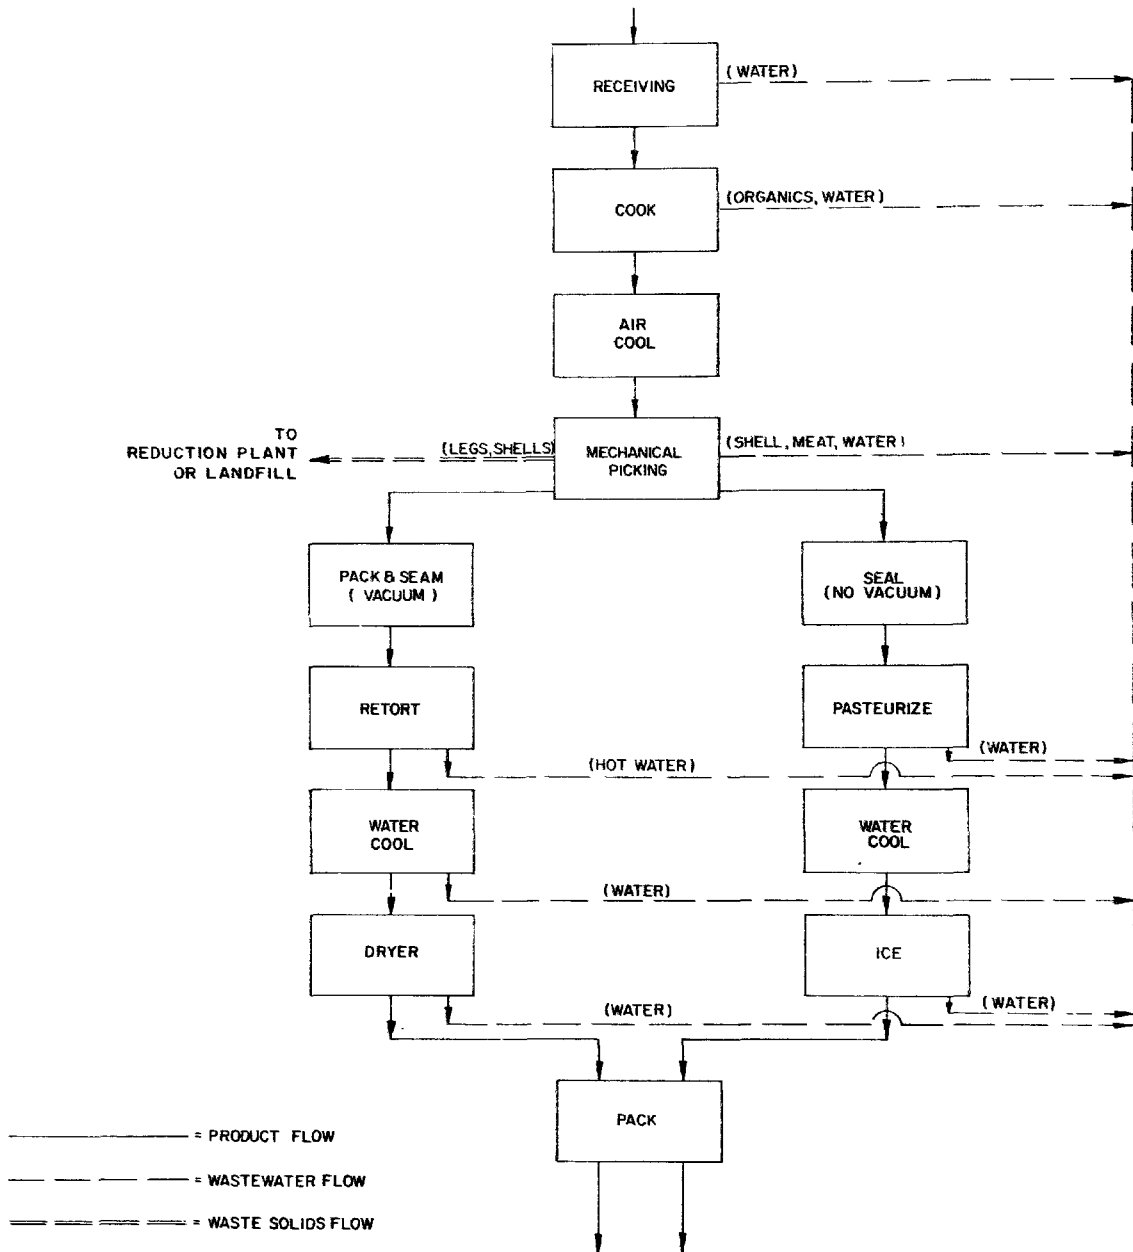 RECEIVING
(WATER)
COOK
(ORGANICS, WATER)
AIR
COOL
TO
REDUCTION PLANT
OR LANDFILL
(LEGS, SHELLS)
MECHANICAL
PICKING
(SHELL, MEAT, WATER)
PACK & SEAM
( VACUUM )
SEAL
(NO VACUUM)
RETORT
PASTEURIZE
(HOT WATER)
(WATER)
WATER
COOL
WATER
COOL
(WATER)
DRYER
ICE
(WATER)
(WATER)
PACK
= PRODUCT FLOW
= WASTEWATER FLOW
= WASTE SOLIDS FLOW